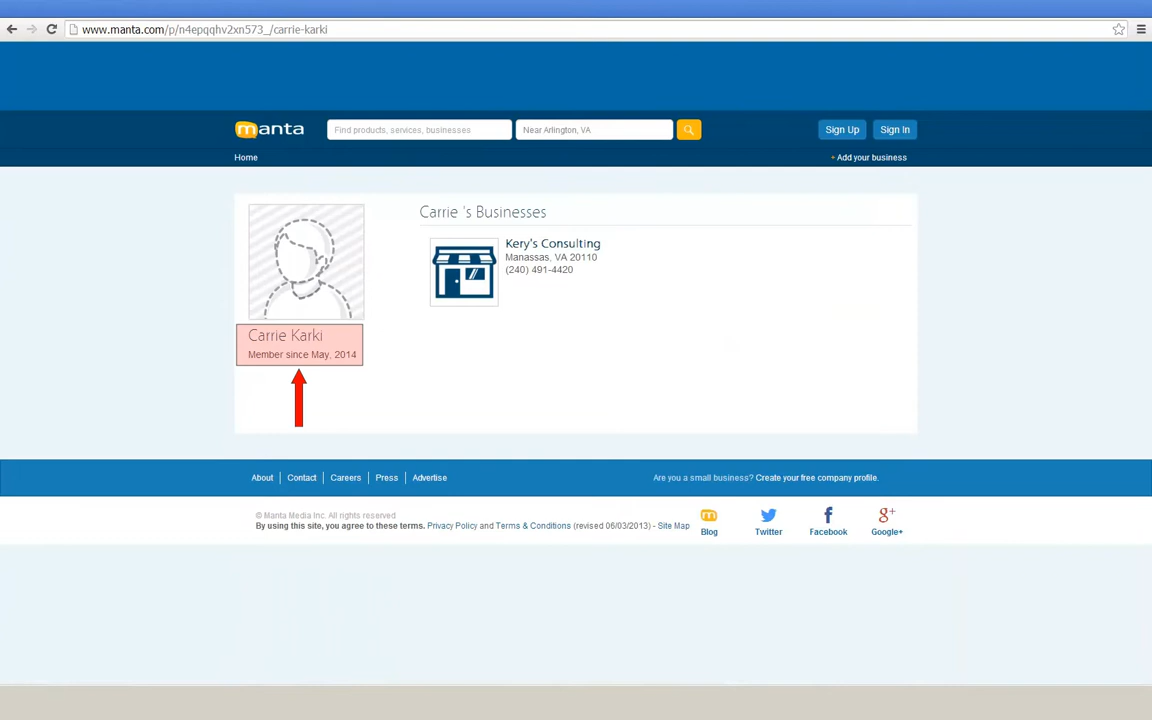 www.manta.com/p/n4epqqhv2xn573_/carrie-karki
manta
Find products, services, businesses
Near Arlington, VA
Sign Up
Sign In
Home
+ Add your business
Carrie 's Businesses
Kery's Consulting
Manassas, VA 20110
(240) 491-4420
Carrie Karki
Member since May, 2014
About | Contact | Careers | Press | Advertise
Are you a small business? Create your free company profile.
© Manta Media Inc. All rights reserved
By using this site, you agree to these terms. Privacy Policy and Terms & Conditions (revised 06/03/2013) - Site Map
m
Blog
Twitter
f
Facebook
g+
Google+